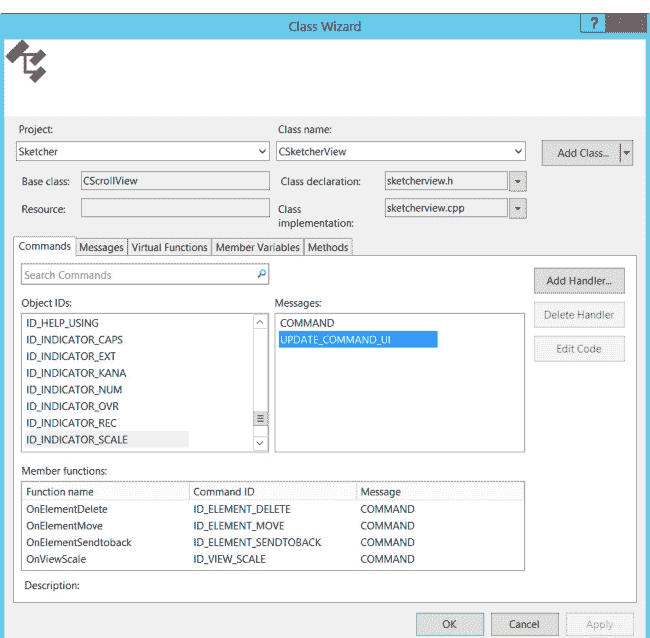 Class Wizard
?
Project:
Class name:
Sketcher
CSketcherView
Add Class...
Base class:
CScrollView
Class declaration:
sketcherview.h
Resource:
Class
implementation:
sketcherview.cpp
Commands
Messages
Virtual Functions
Member Variables
Methods
Search Commands
Add Handler...
Object IDs:
Messages:
Delete Handler
Edit Code
ID_HELP_USING
ID_INDICATOR_CAPS
ID_INDICATOR_EXT
ID_INDICATOR_KANA
ID_INDICATOR_NUM
ID_INDICATOR_OVR
ID_INDICATOR_REC
ID_INDICATOR_SCALE
COMMAND
UPDATE_COMMAND_UI
Member functions:
Function name Command ID Message
OnElementDelete ID_ELEMENT_DELETE COMMAND
OnElementMove ID_ELEMENT_MOVE COMMAND
OnElementSendtoback ID_ELEMENT_SENDTOBACK COMMAND
OnViewScale ID_VIEW_SCALE COMMAND
Description:
OK
Cancel
Apply